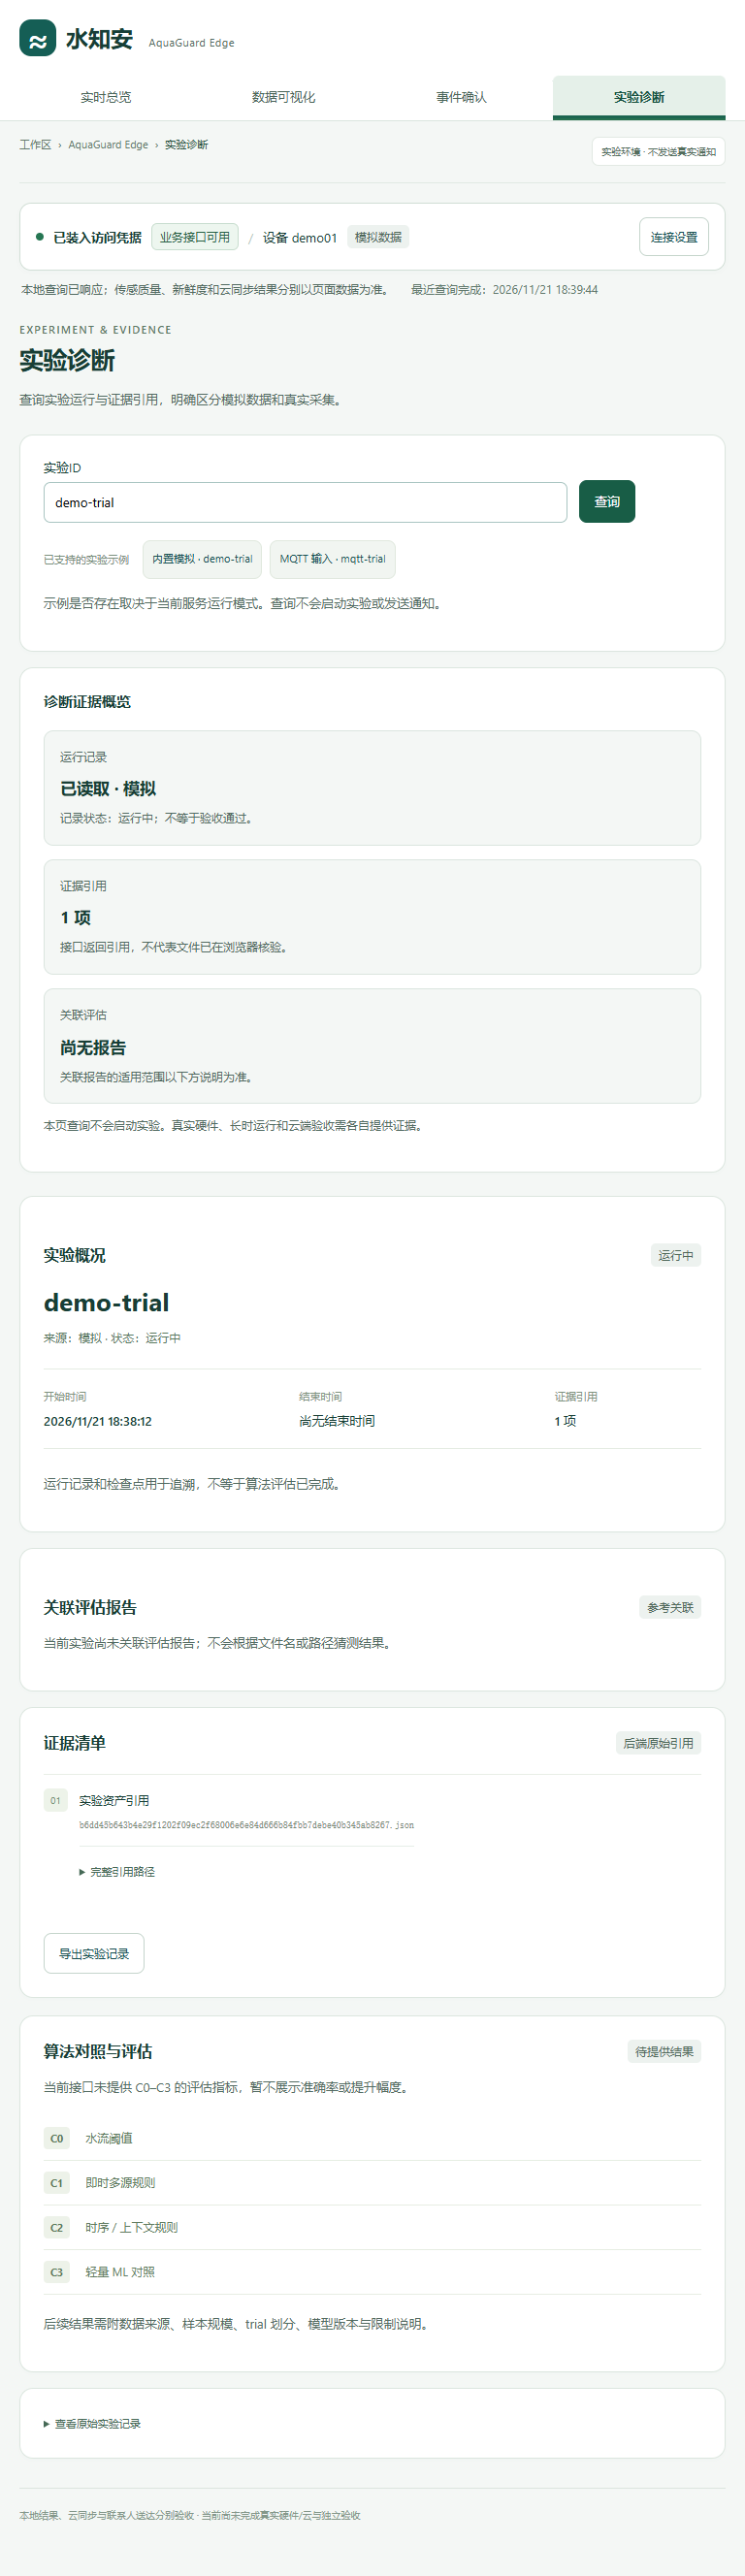 ≈ 水知安 AquaGuard Edge
实时总览 数据可视化 事件确认 实验诊断
工作区 › AquaGuard Edge › 实验诊断 实验环境 · 不发送真实通知
已装入访问凭据 业务接口可用 / 设备 demo01 模拟数据 连接设置
本地查询已响应；传感质量、新鲜度和云同步结果分别以页面数据为准。 最近查询完成：2026/11/21 18:39:44
EXPERIMENT & EVIDENCE
实验诊断
查询实验运行与证据引用，明确区分模拟数据和真实采集。
实验ID
demo-trial 查询
已支持的实验示例 内置模拟 · demo-trial MQTT 输入 · mqtt-trial
示例是否存在取决于当前服务运行模式。查询不会启动实验或发送通知。
诊断证据概览
运行记录
已读取 · 模拟
记录状态：运行中；不等于验收通过。
证据引用
1 项
接口返回引用，不代表文件已在浏览器核验。
关联评估
尚无报告
关联报告的适用范围以下方说明为准。
本页查询不会启动实验。真实硬件、长时运行和云端验收需各自提供证据。
实验概况 运行中
demo-trial
来源：模拟 · 状态：运行中
开始时间 结束时间 证据引用
2026/11/21 18:38:12 尚无结束时间 1 项
运行记录和检查点用于追溯，不等于算法评估已完成。
关联评估报告 参考关联
当前实验尚未关联评估报告；不会根据文件名或路径猜测结果。
证据清单 后端原始引用
01 实验资产引用
b6dd45b643b4e29f1202f09ec2f68006e6e84d666b84fbb7debe40b345ab8267.json
▸ 完整引用路径
导出实验记录
算法对照与评估 待提供结果
当前接口未提供 C0–C3 的评估指标，暂不展示准确率或提升幅度。
C0 水流阈值
C1 即时多源规则
C2 时序 / 上下文规则
C3 轻量 ML 对照
后续结果需附数据来源、样本规模、trial 划分、模型版本与限制说明。
▸ 查看原始实验记录
本地结果、云同步与联系人送达分别验收 · 当前尚未完成真实硬件/云与独立验收